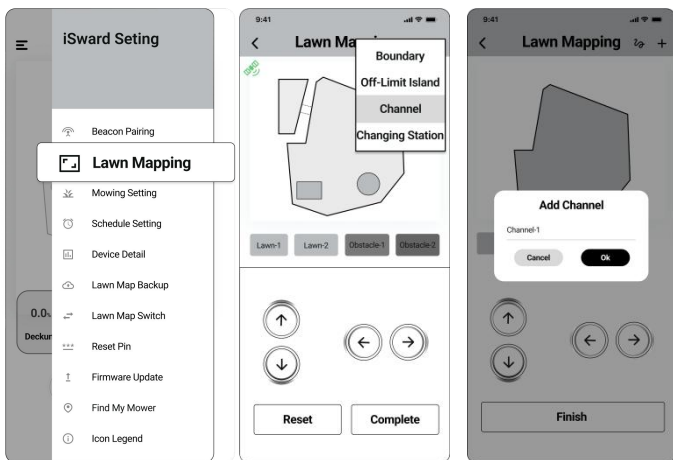 iSward Seting
Beacon Pairing
Lawn Mapping
Mowing Setting
Schedule Setting
Device Detail
Lawn Map Backup
0.0
Lawn Map Switch
Deckun
Reset Pin
Firmware Update
Find My Mower
Icon Legend
9:41
Lawn Ma
Boundary
Off-Limit Island
Channel
Changing Station
Lawn-1 Lawn-2 Obstacle-1 Obstacle-2
Reset Complete
9:41
Lawn Mapping
Add Channel
Channel-1
Cancel Ok
Finish